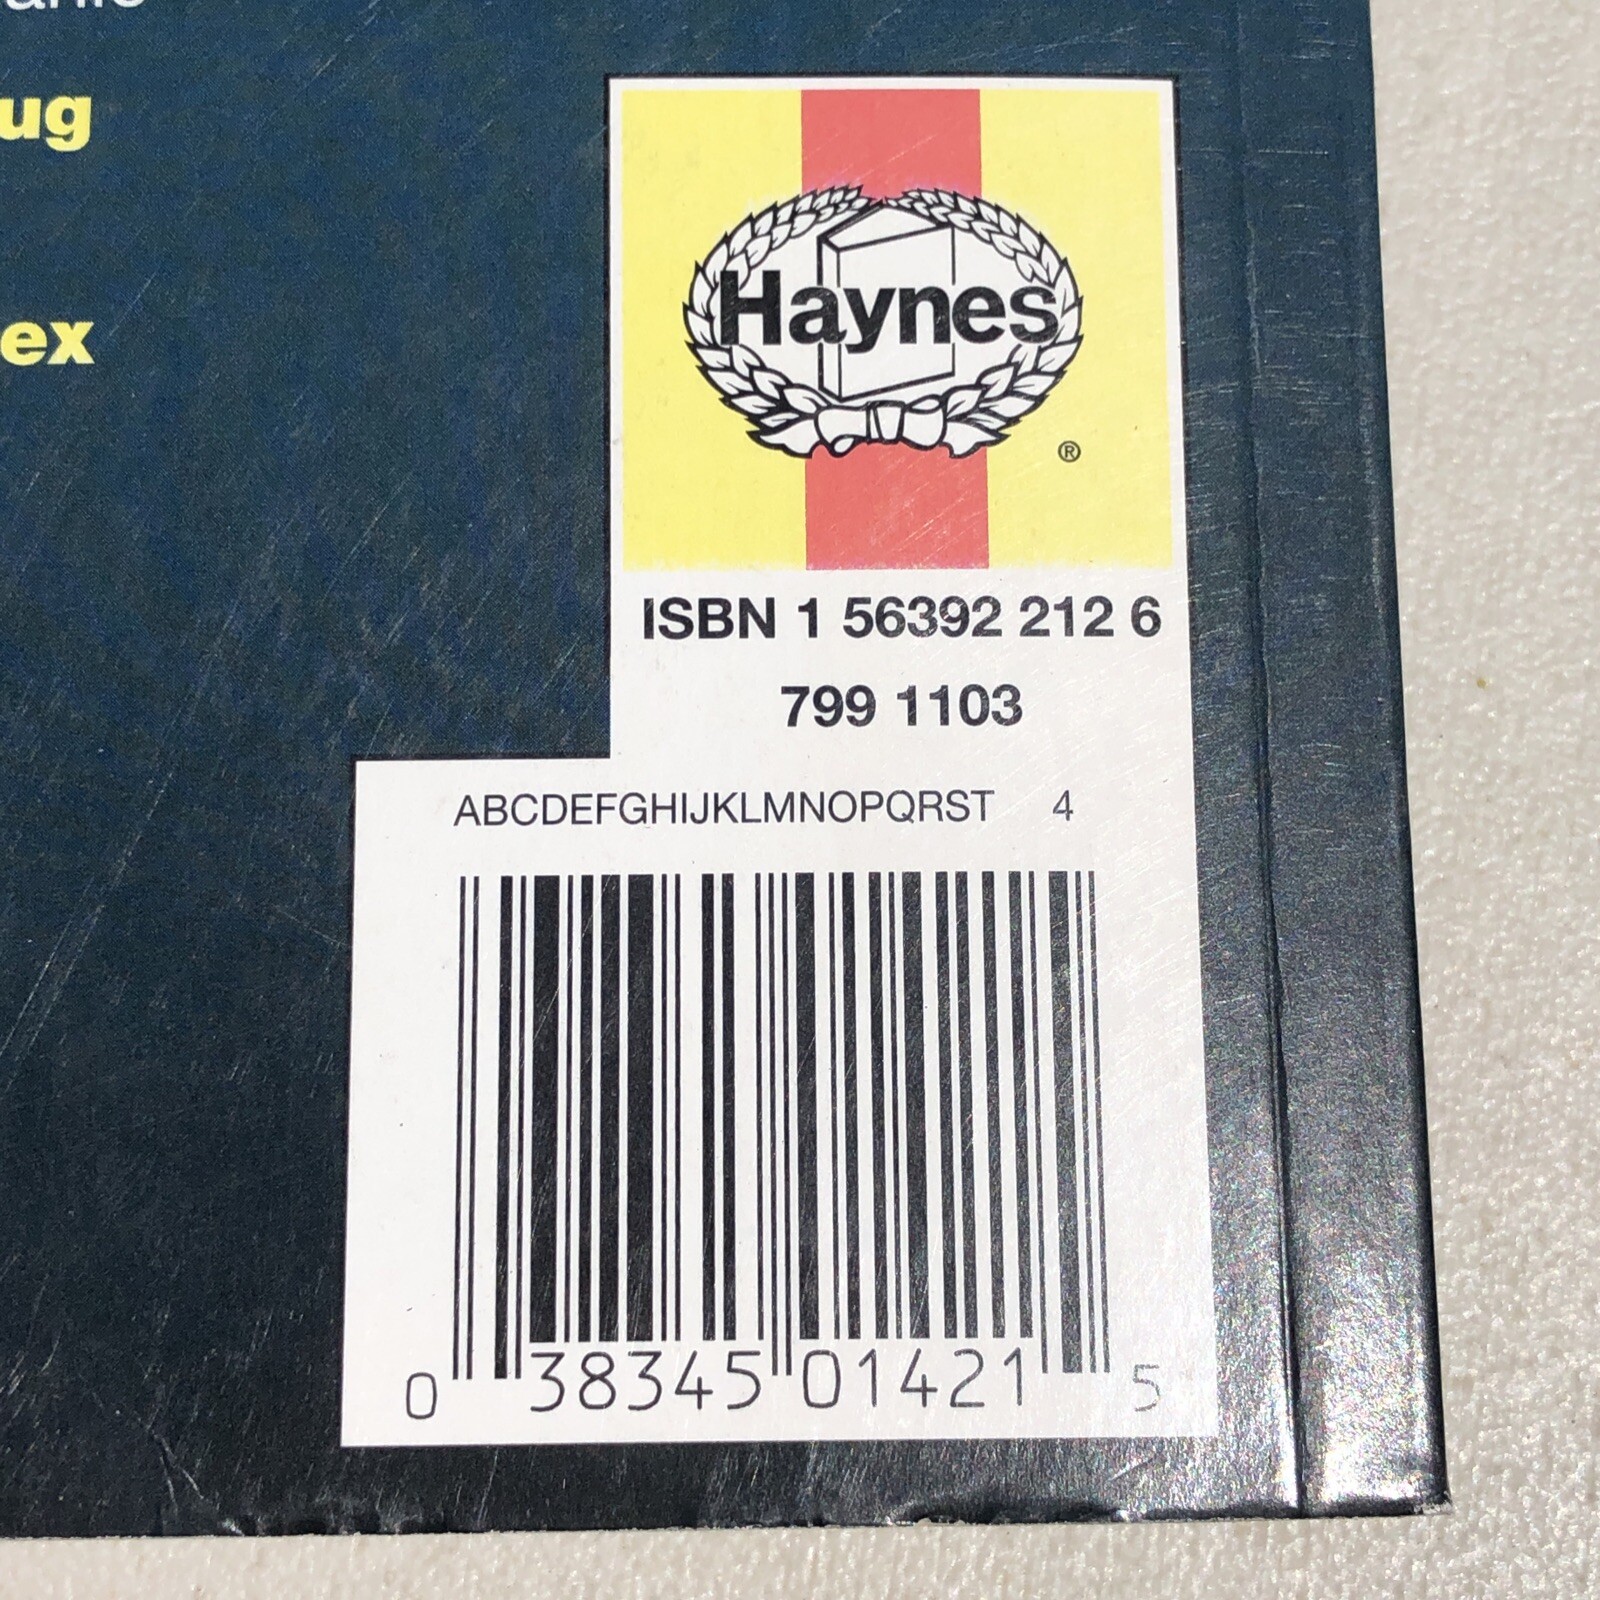 ug
ex
Haynes
®
ISBN 1 56392 212 6
799 1103
ABCDEFGHIJKLMNOPQRST 4
0 38345 01421 5